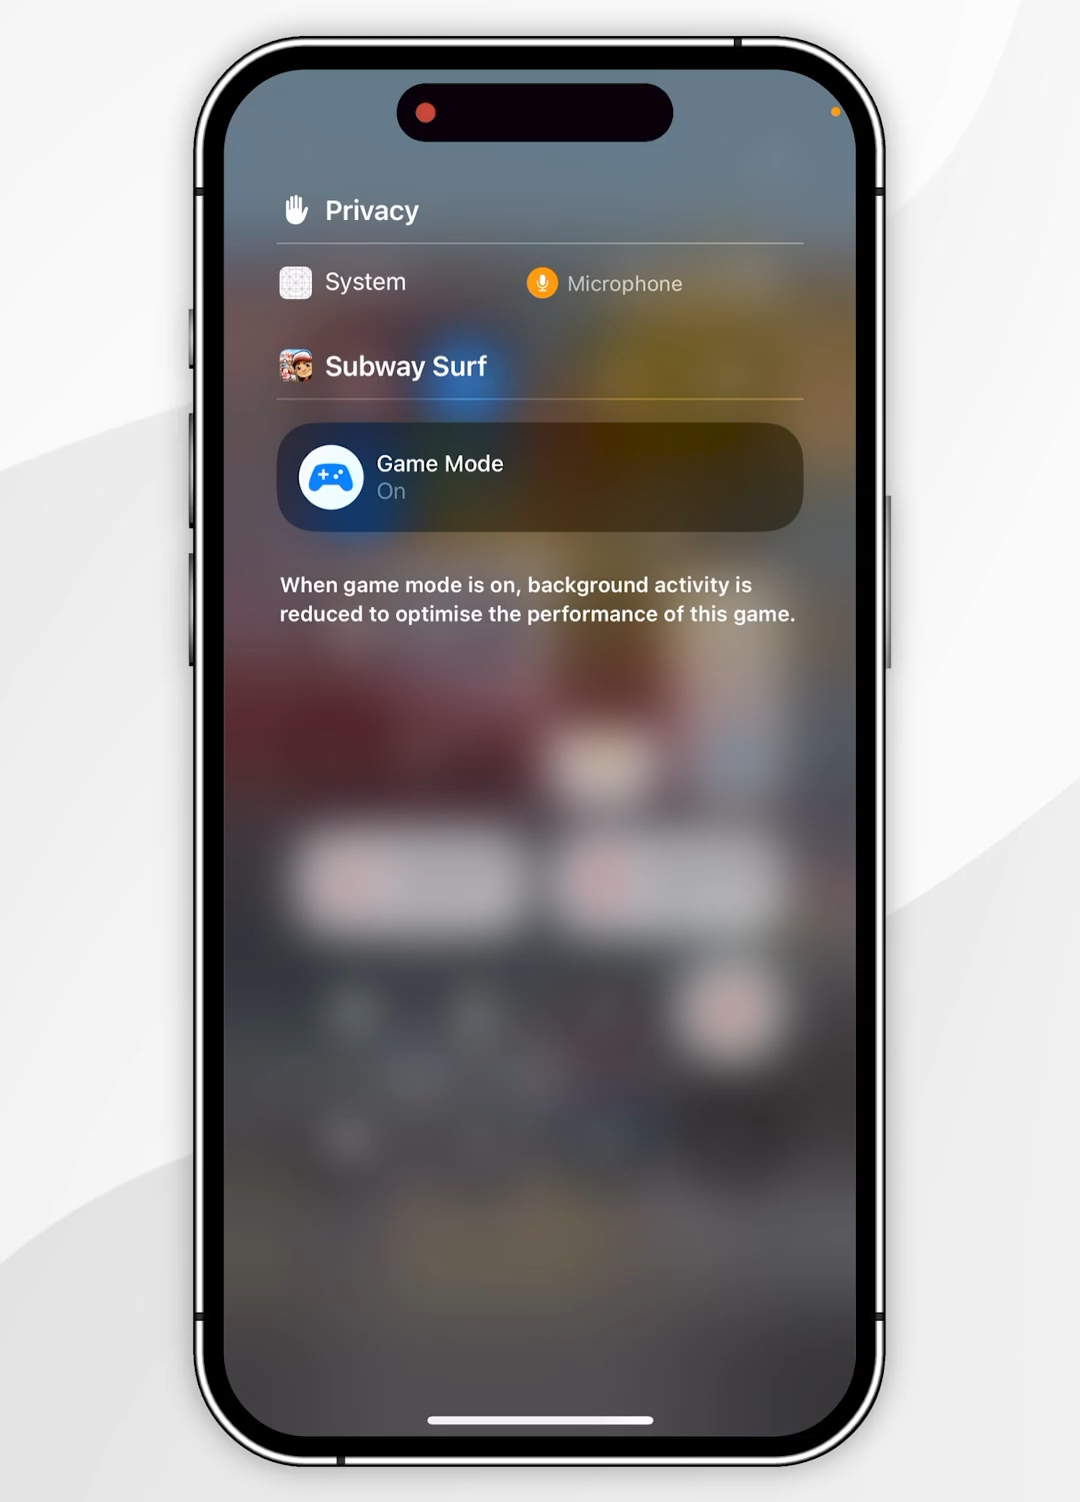 Privacy
System
Microphone
Subway Surf
Game Mode
On
When game mode is on, background activity is
reduced to optimise the performance of this game.